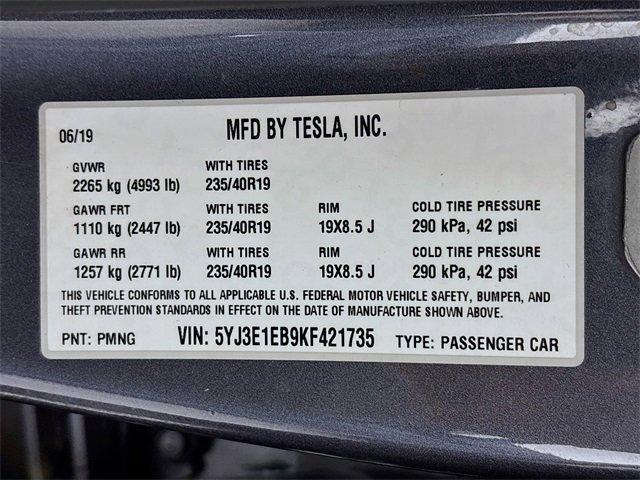 06/19 MFD BY TESLA, INC.
GVWR WITH TIRES
2265 kg (4993 lb) 235/40R19
GAWR FRT WITH TIRES RIM COLD TIRE PRESSURE
1110 kg (2447 lb) 235/40R19 19X8.5 J 290 kPa, 42 psi
GAWR RR WITH TIRES RIM COLD TIRE PRESSURE
1257 kg (2771 lb) 235/40R19 19X8.5 J 290 kPa, 42 psi
THIS VEHICLE CONFORMS TO ALL APPLICABLE U.S. FEDERAL MOTOR VEHICLE SAFETY, BUMPER, AND
THEFT PREVENTION STANDARDS IN EFFECT ON THE DATE OF MANUFACTURE SHOWN ABOVE.
PNT: PMNG VIN: 5YJ3E1EB9KF421735 TYPE: PASSENGER CAR